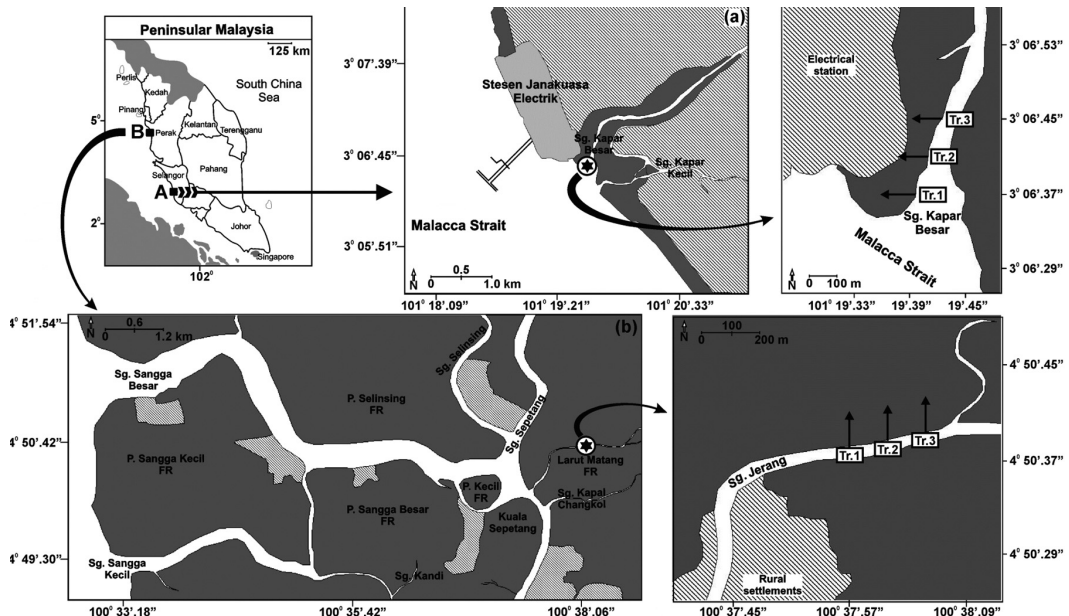 Peninsular Malaysia
125 km
South China
Sea
Perlis
Kedah
Pinang
Perak
Kelantan
Terengganu
Pahang
Selangor
Johor
Singapore
B
A
5°
2°
102°
(a)
3° 07'.39"
3° 06'.45"
3° 05'.51"
Stesen Janakuasa
Electrik
Sg. Kapar
Besar
Sg. Kapar
Kecil
Malacca Strait
N
0.5
0 1.0 km
101° 18'.09"
101° 19'.21"
101° 20'.33"
Electrical
station
Tr.3
Tr.2
Tr.1
Sg. Kapar
Besar
Malacca Strait
N
0 100 m
3° 06'.53"
3° 06'.45"
3° 06'.37"
3° 06'.29"
101° 19'.33"
19'.39"
19'.45"
(b)
4° 51'.54"
4° 50'.42"
4° 49'.30"
N
0.6
0 1.2 km
Sg. Sangga
Besar
Sg. Selinsing
P. Selinsing
FR
Sg. Sepetang
P. Sangga Kecil
FR
Larut Matang
FR
P. Kecil
FR
Sg. Kapal
Changkol
P. Sangga Besar
FR
Kuala
Sepetang
Sg. Sangga
Kecil
Sg. Kandi
100° 33'.18"
100° 35'.42"
100° 38'.06"
N
100
0 200 m
Tr.1
Tr.2
Tr.3
Sg. Jerang
Rural
settlements
4° 50'.45"
4° 50'.37"
4° 50'.29"
100° 37'.45"
100° 37'.57"
100° 38'.09"